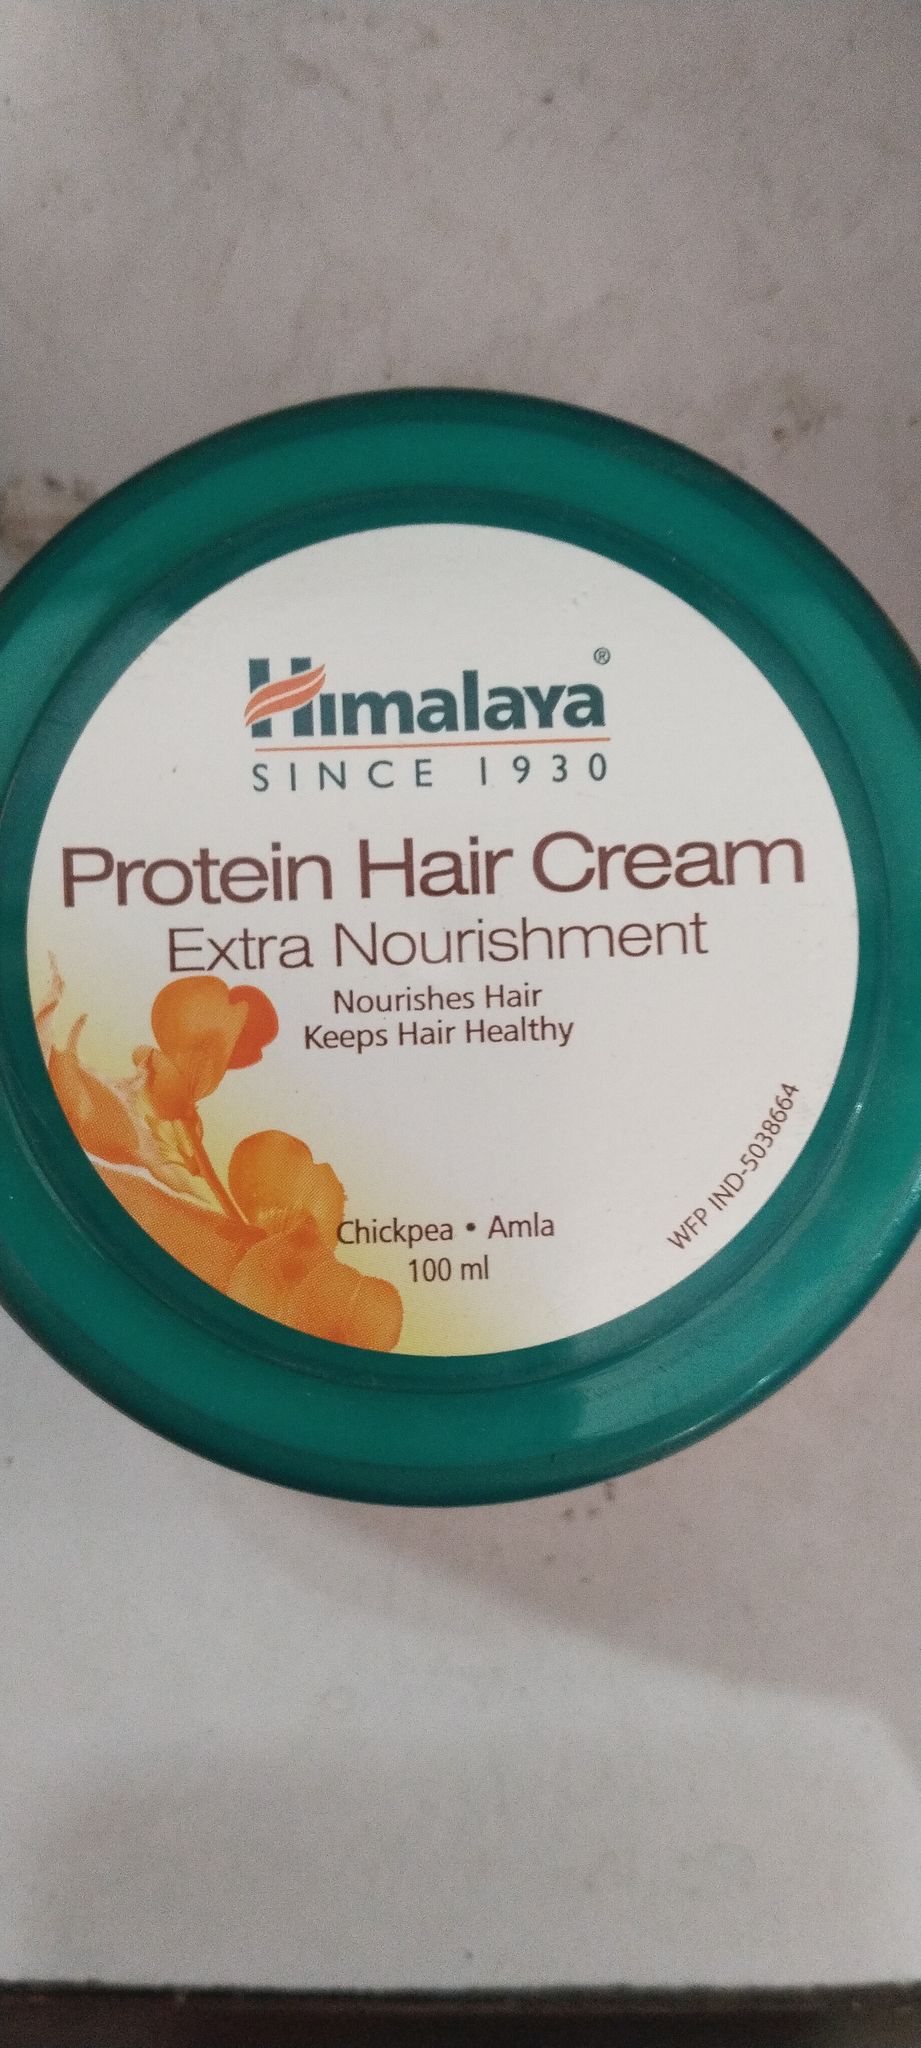 Himalaya®
SINCE 1930
Protein Hair Cream
Extra Nourishment
Nourishes Hair
Keeps Hair Healthy
Chickpea • Amla
100 ml
WFP IND-5038664